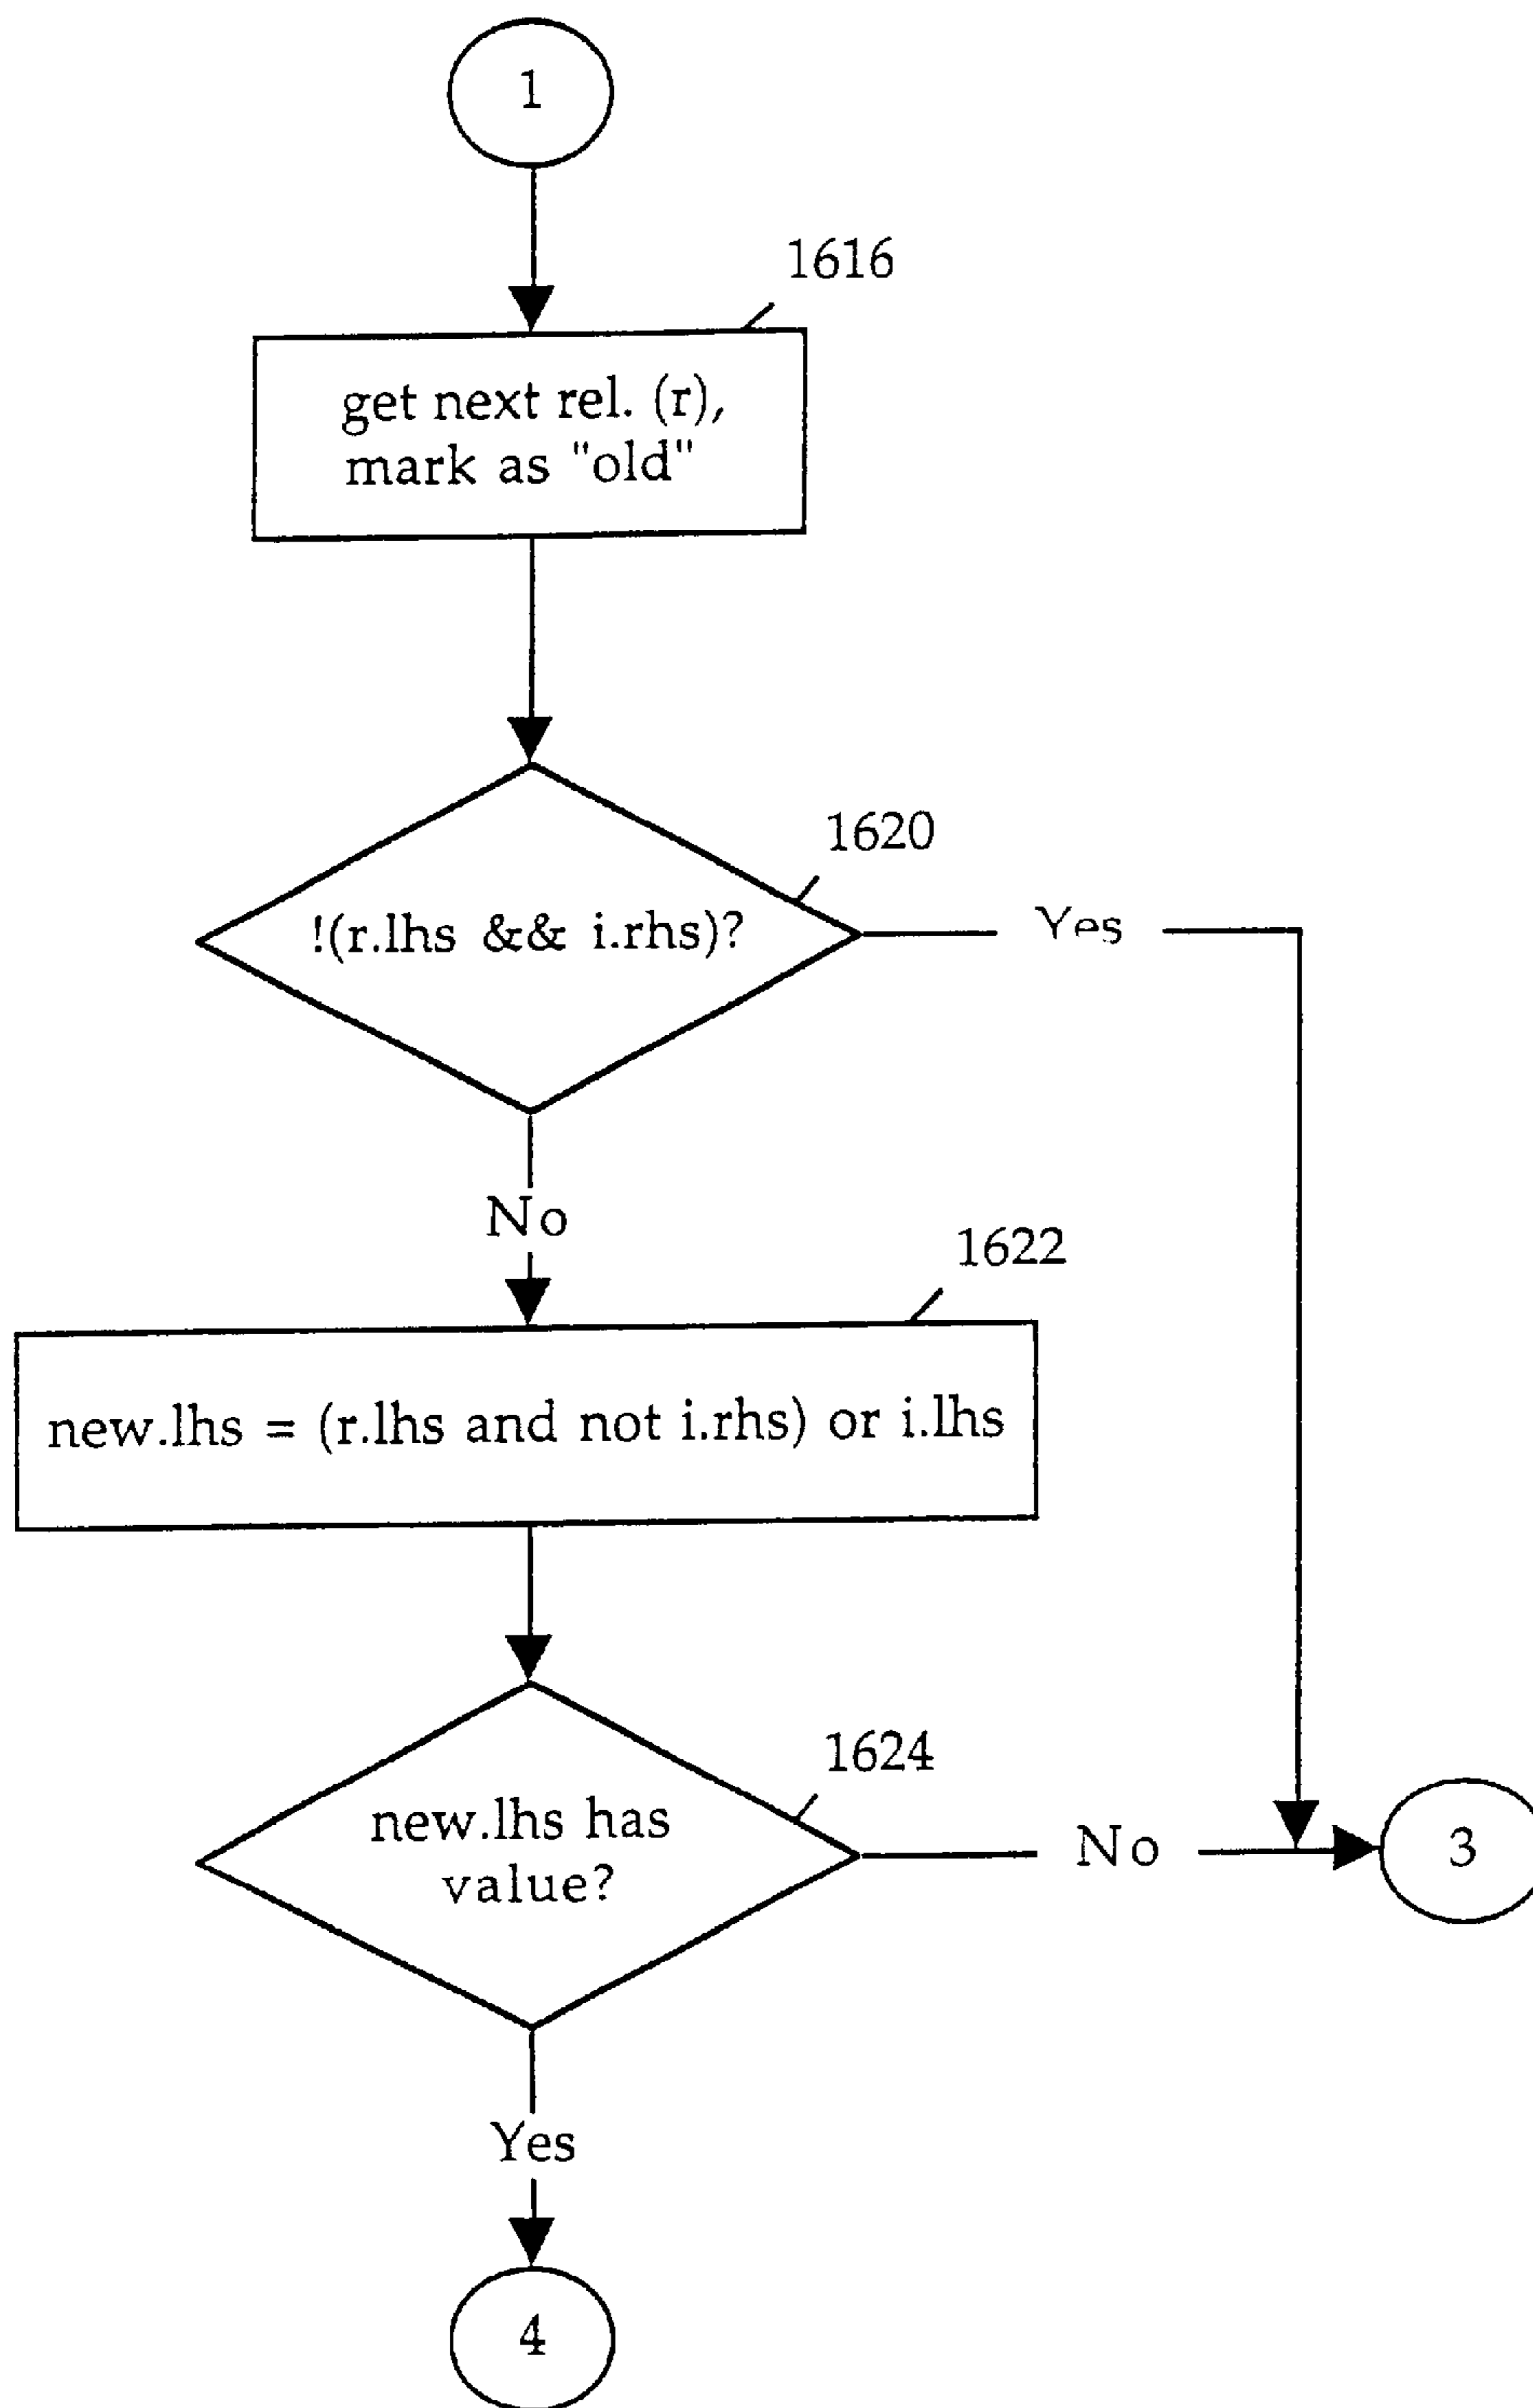 1
1616
get next rel. (r),
mark as "old"
1620
!(r.lhs && i.rhs)?
Yes
No
1622
new.lhs = (r.lhs and not i.rhs) or i.lhs
1624
new.lhs has
value?
No
3
Yes
4